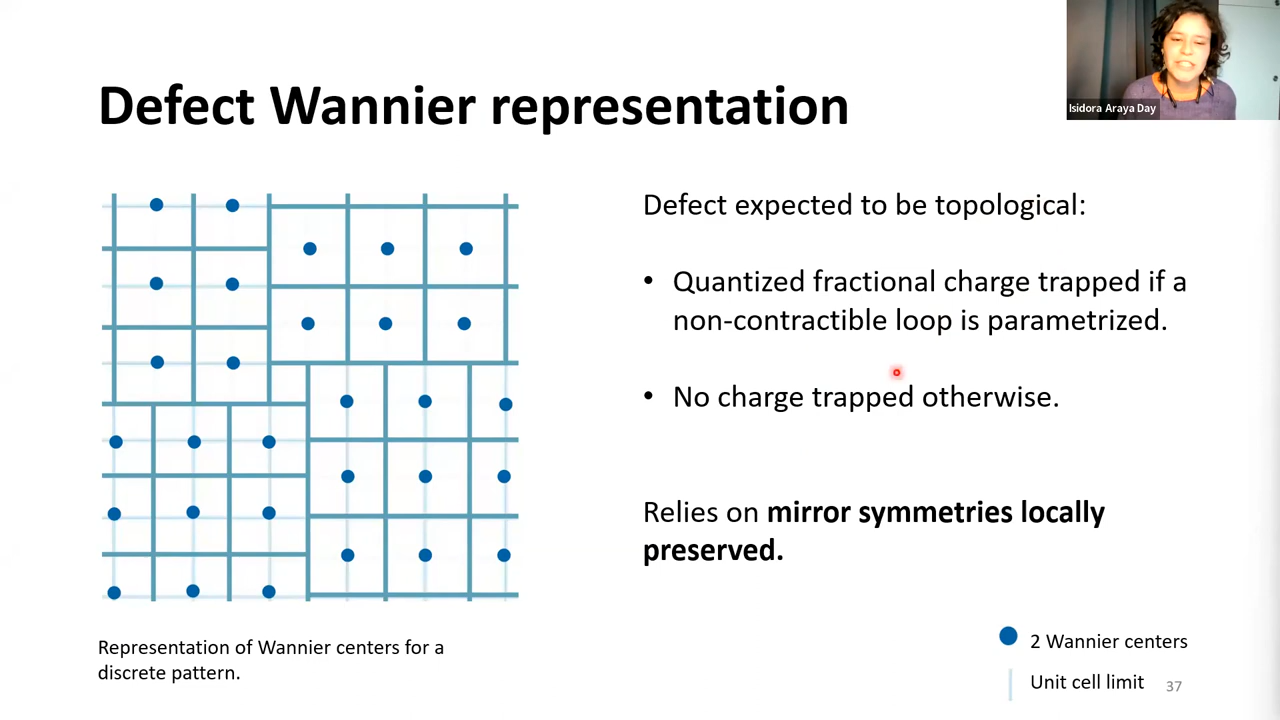 Isidora Araya Day
Defect Wannier representation
Defect expected to be topological:
• Quantized fractional charge trapped if a
non-contractible loop is parametrized.
• No charge trapped otherwise.
Relies on mirror symmetries locally
preserved.
Representation of Wannier centers for a
discrete pattern.
2 Wannier centers
Unit cell limit
37